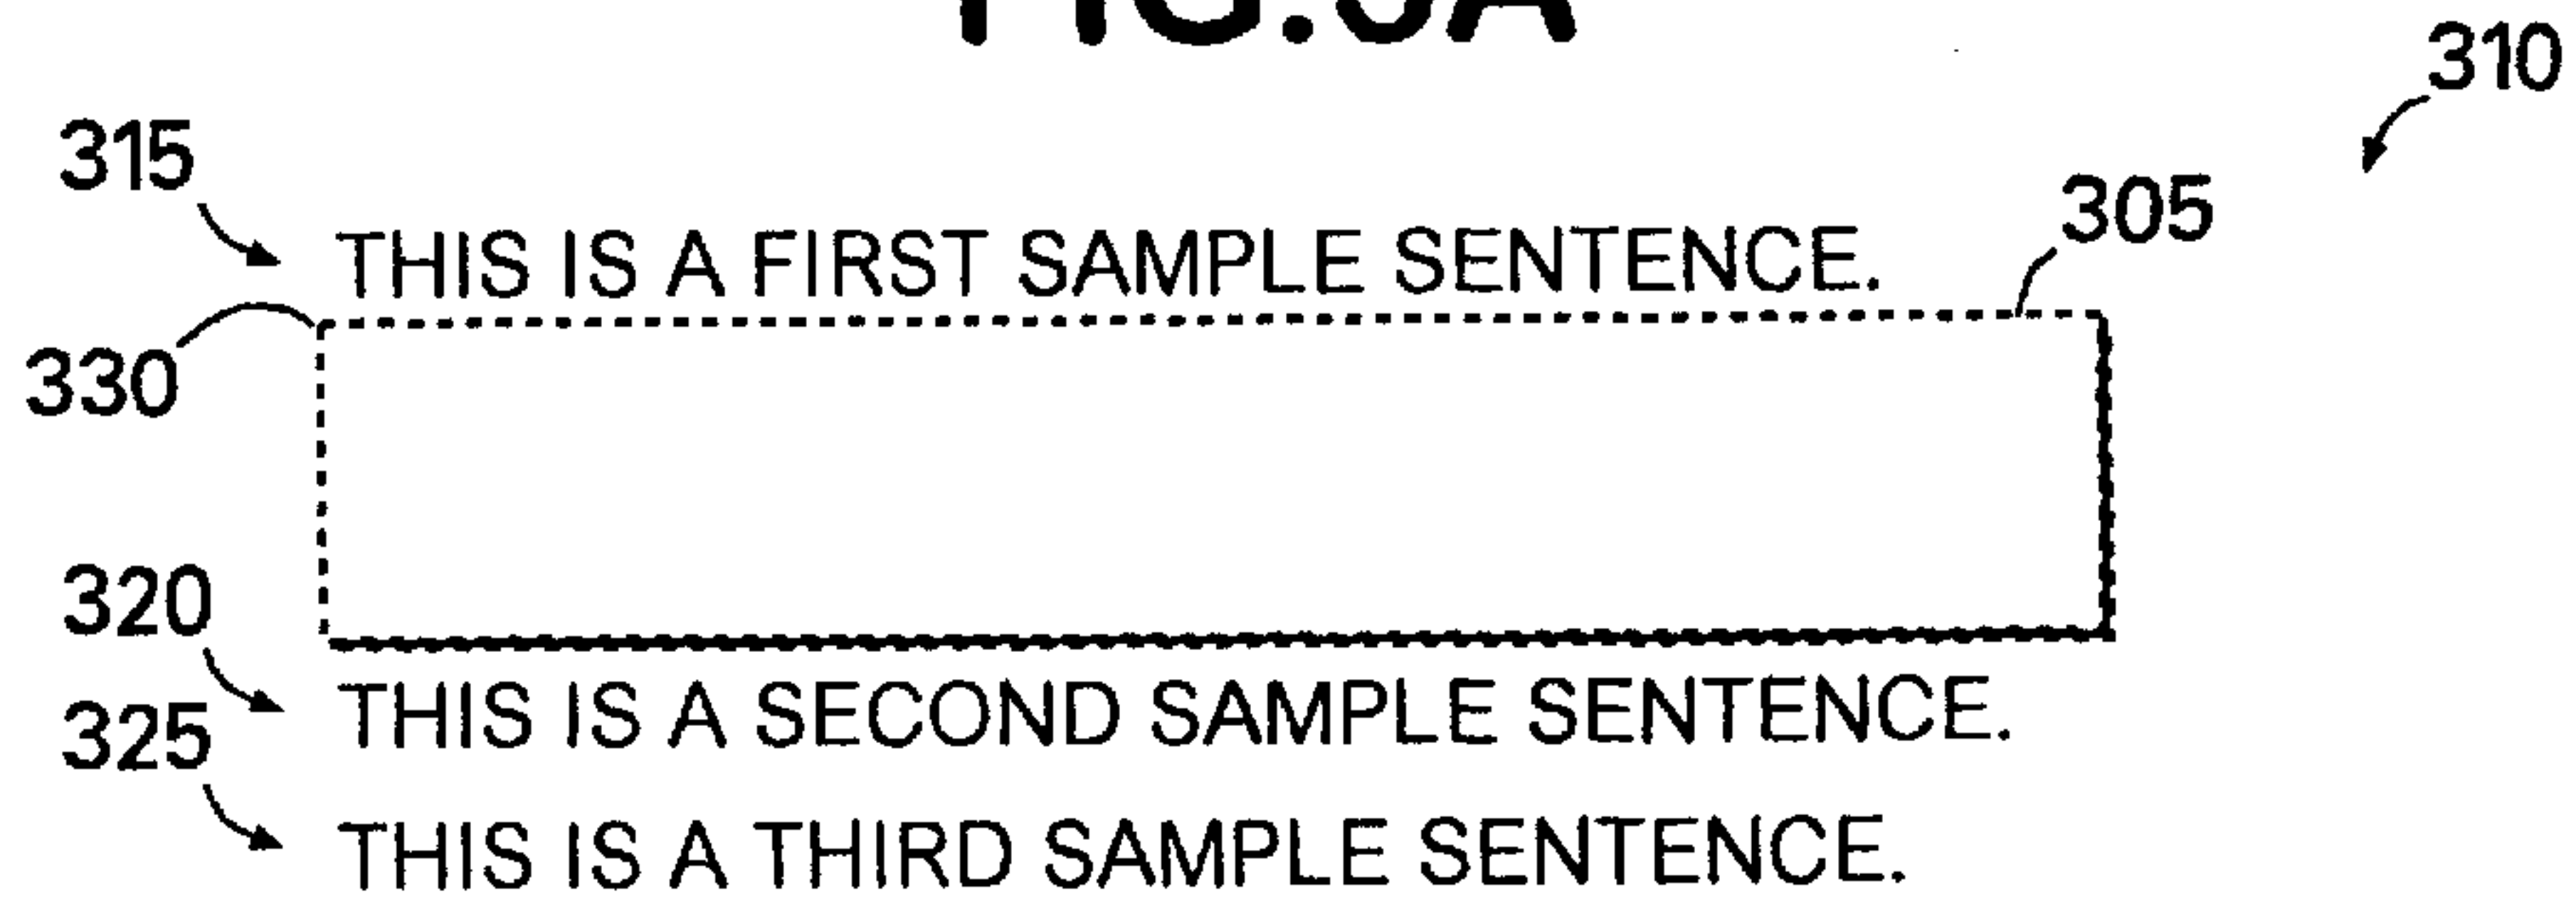 310
315
305
THIS IS A FIRST SAMPLE SENTENCE.
330
320
THIS IS A SECOND SAMPLE SENTENCE.
325
THIS IS A THIRD SAMPLE SENTENCE.